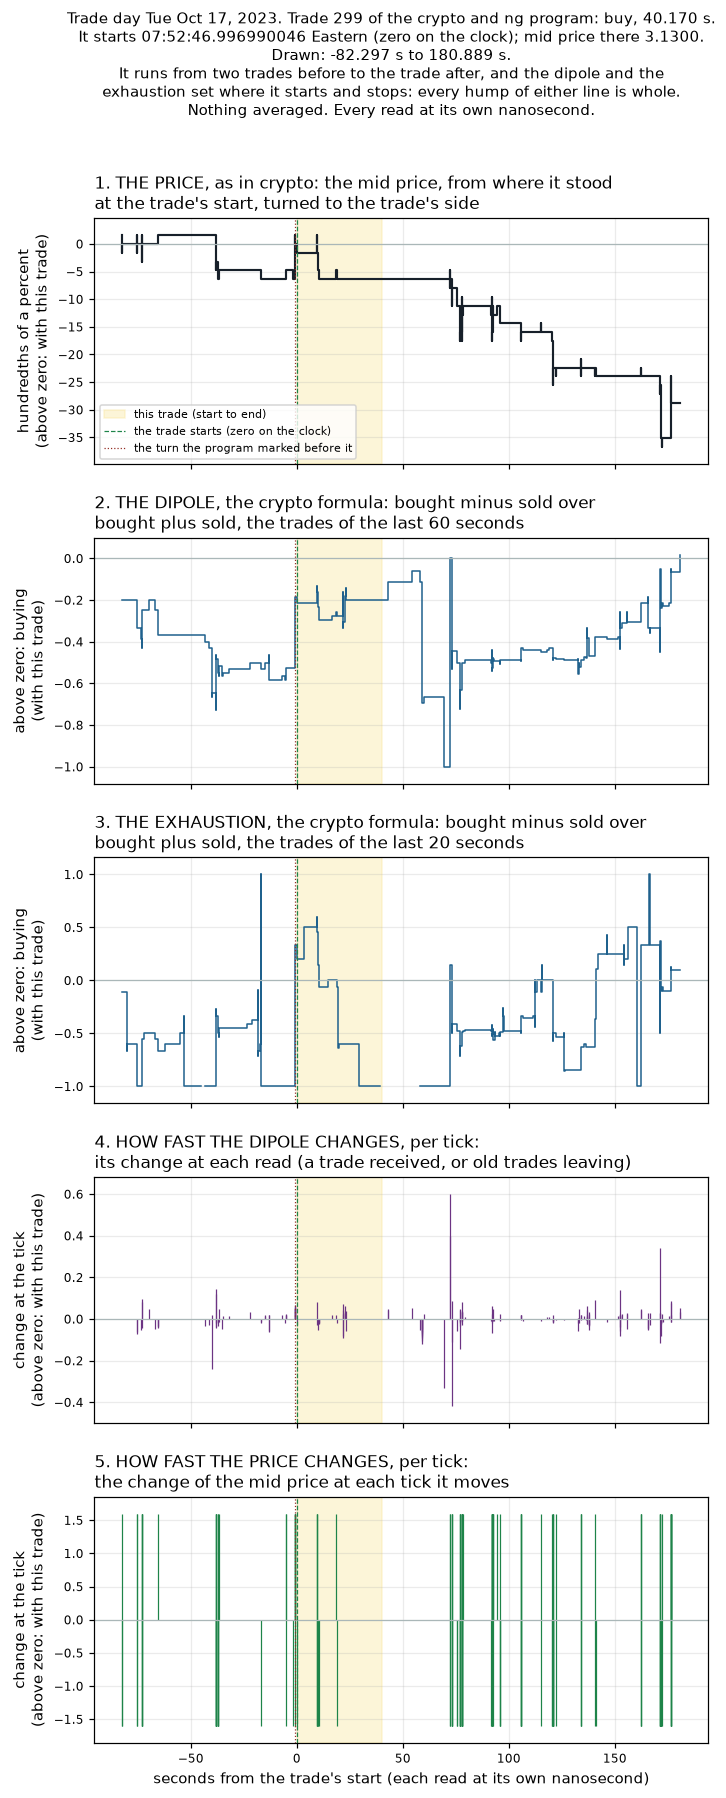 Trade day Tue Oct 17, 2023. Trade 299 of the crypto and ng program: buy, 40.170 s.
It starts 07:52:46.996990046 Eastern (zero on the clock); mid price there 3.1300.
Drawn: -82.297 s to 180.889 s.
It runs from two trades before to the trade after, and the dipole and the
exhaustion set where it starts and stops: every hump of either line is whole.
Nothing averaged. Every read at its own nanosecond.
1. THE PRICE, as in crypto: the mid price, from where it stood
at the trade's start, turned to the trade's side
hundredths of a percent
(above zero: with this trade)
0
−5
−10
−15
−20
−25
−30
−35
this trade (start to end)
the trade starts (zero on the clock)
the turn the program marked before it
2. THE DIPOLE, the crypto formula: bought minus sold over
bought plus sold, the trades of the last 60 seconds
above zero: buying
(with this trade)
0.0
−0.2
−0.4
−0.6
−0.8
−1.0
3. THE EXHAUSTION, the crypto formula: bought minus sold over
bought plus sold, the trades of the last 20 seconds
above zero: buying
(with this trade)
1.0
0.5
0.0
−0.5
−1.0
4. HOW FAST THE DIPOLE CHANGES, per tick:
its change at each read (a trade received, or old trades leaving)
change at the tick
(above zero: with this trade)
0.6
0.4
0.2
0.0
−0.2
−0.4
5. HOW FAST THE PRICE CHANGES, per tick:
the change of the mid price at each tick it moves
change at the tick
(above zero: with this trade)
1.5
1.0
0.5
0.0
−0.5
−1.0
−1.5
−50
0
50
100
150
seconds from the trade's start (each read at its own nanosecond)